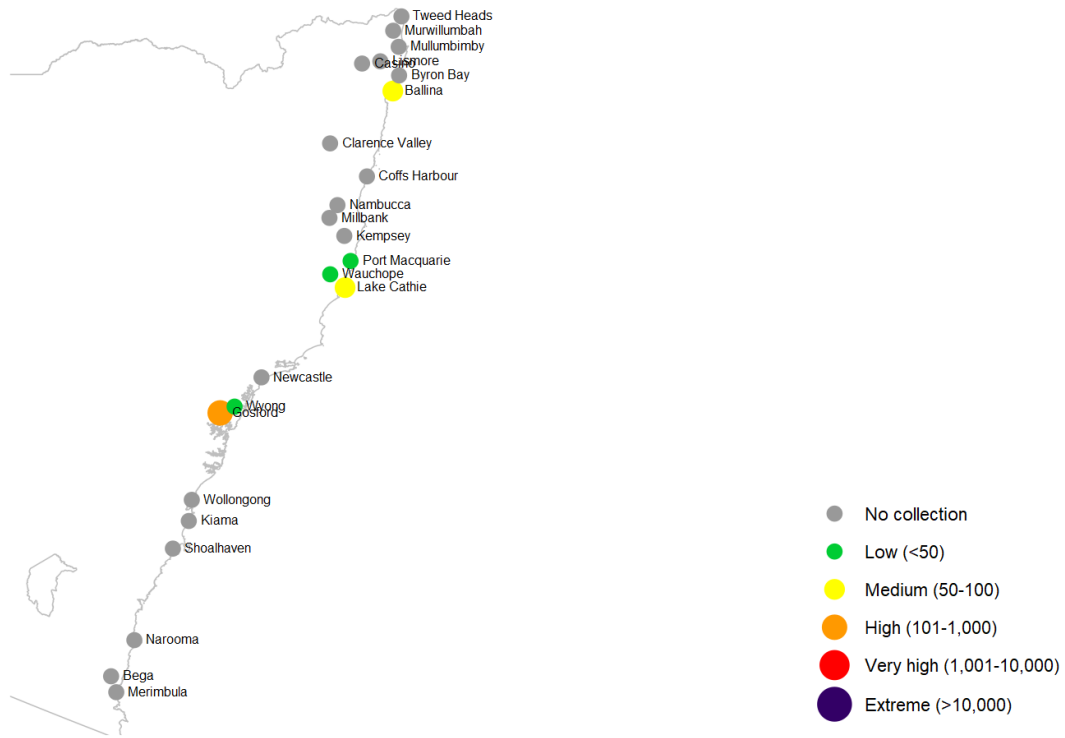 Tweed Heads
Murwillumbah
Mullumbimby
Lismore
Casino
Byron Bay
Ballina
Clarence Valley
Coffs Harbour
Nambucca
Millbank
Kempsey
Port Macquarie
Wauchope
Lake Cathie
Newcastle
Wyong
Gosford
Wollongong
Kiama
Shoalhaven
Narooma
Bega
Merimbula
No collection
Low (<50)
Medium (50-100)
High (101-1,000)
Very high (1,001-10,000)
Extreme (>10,000)